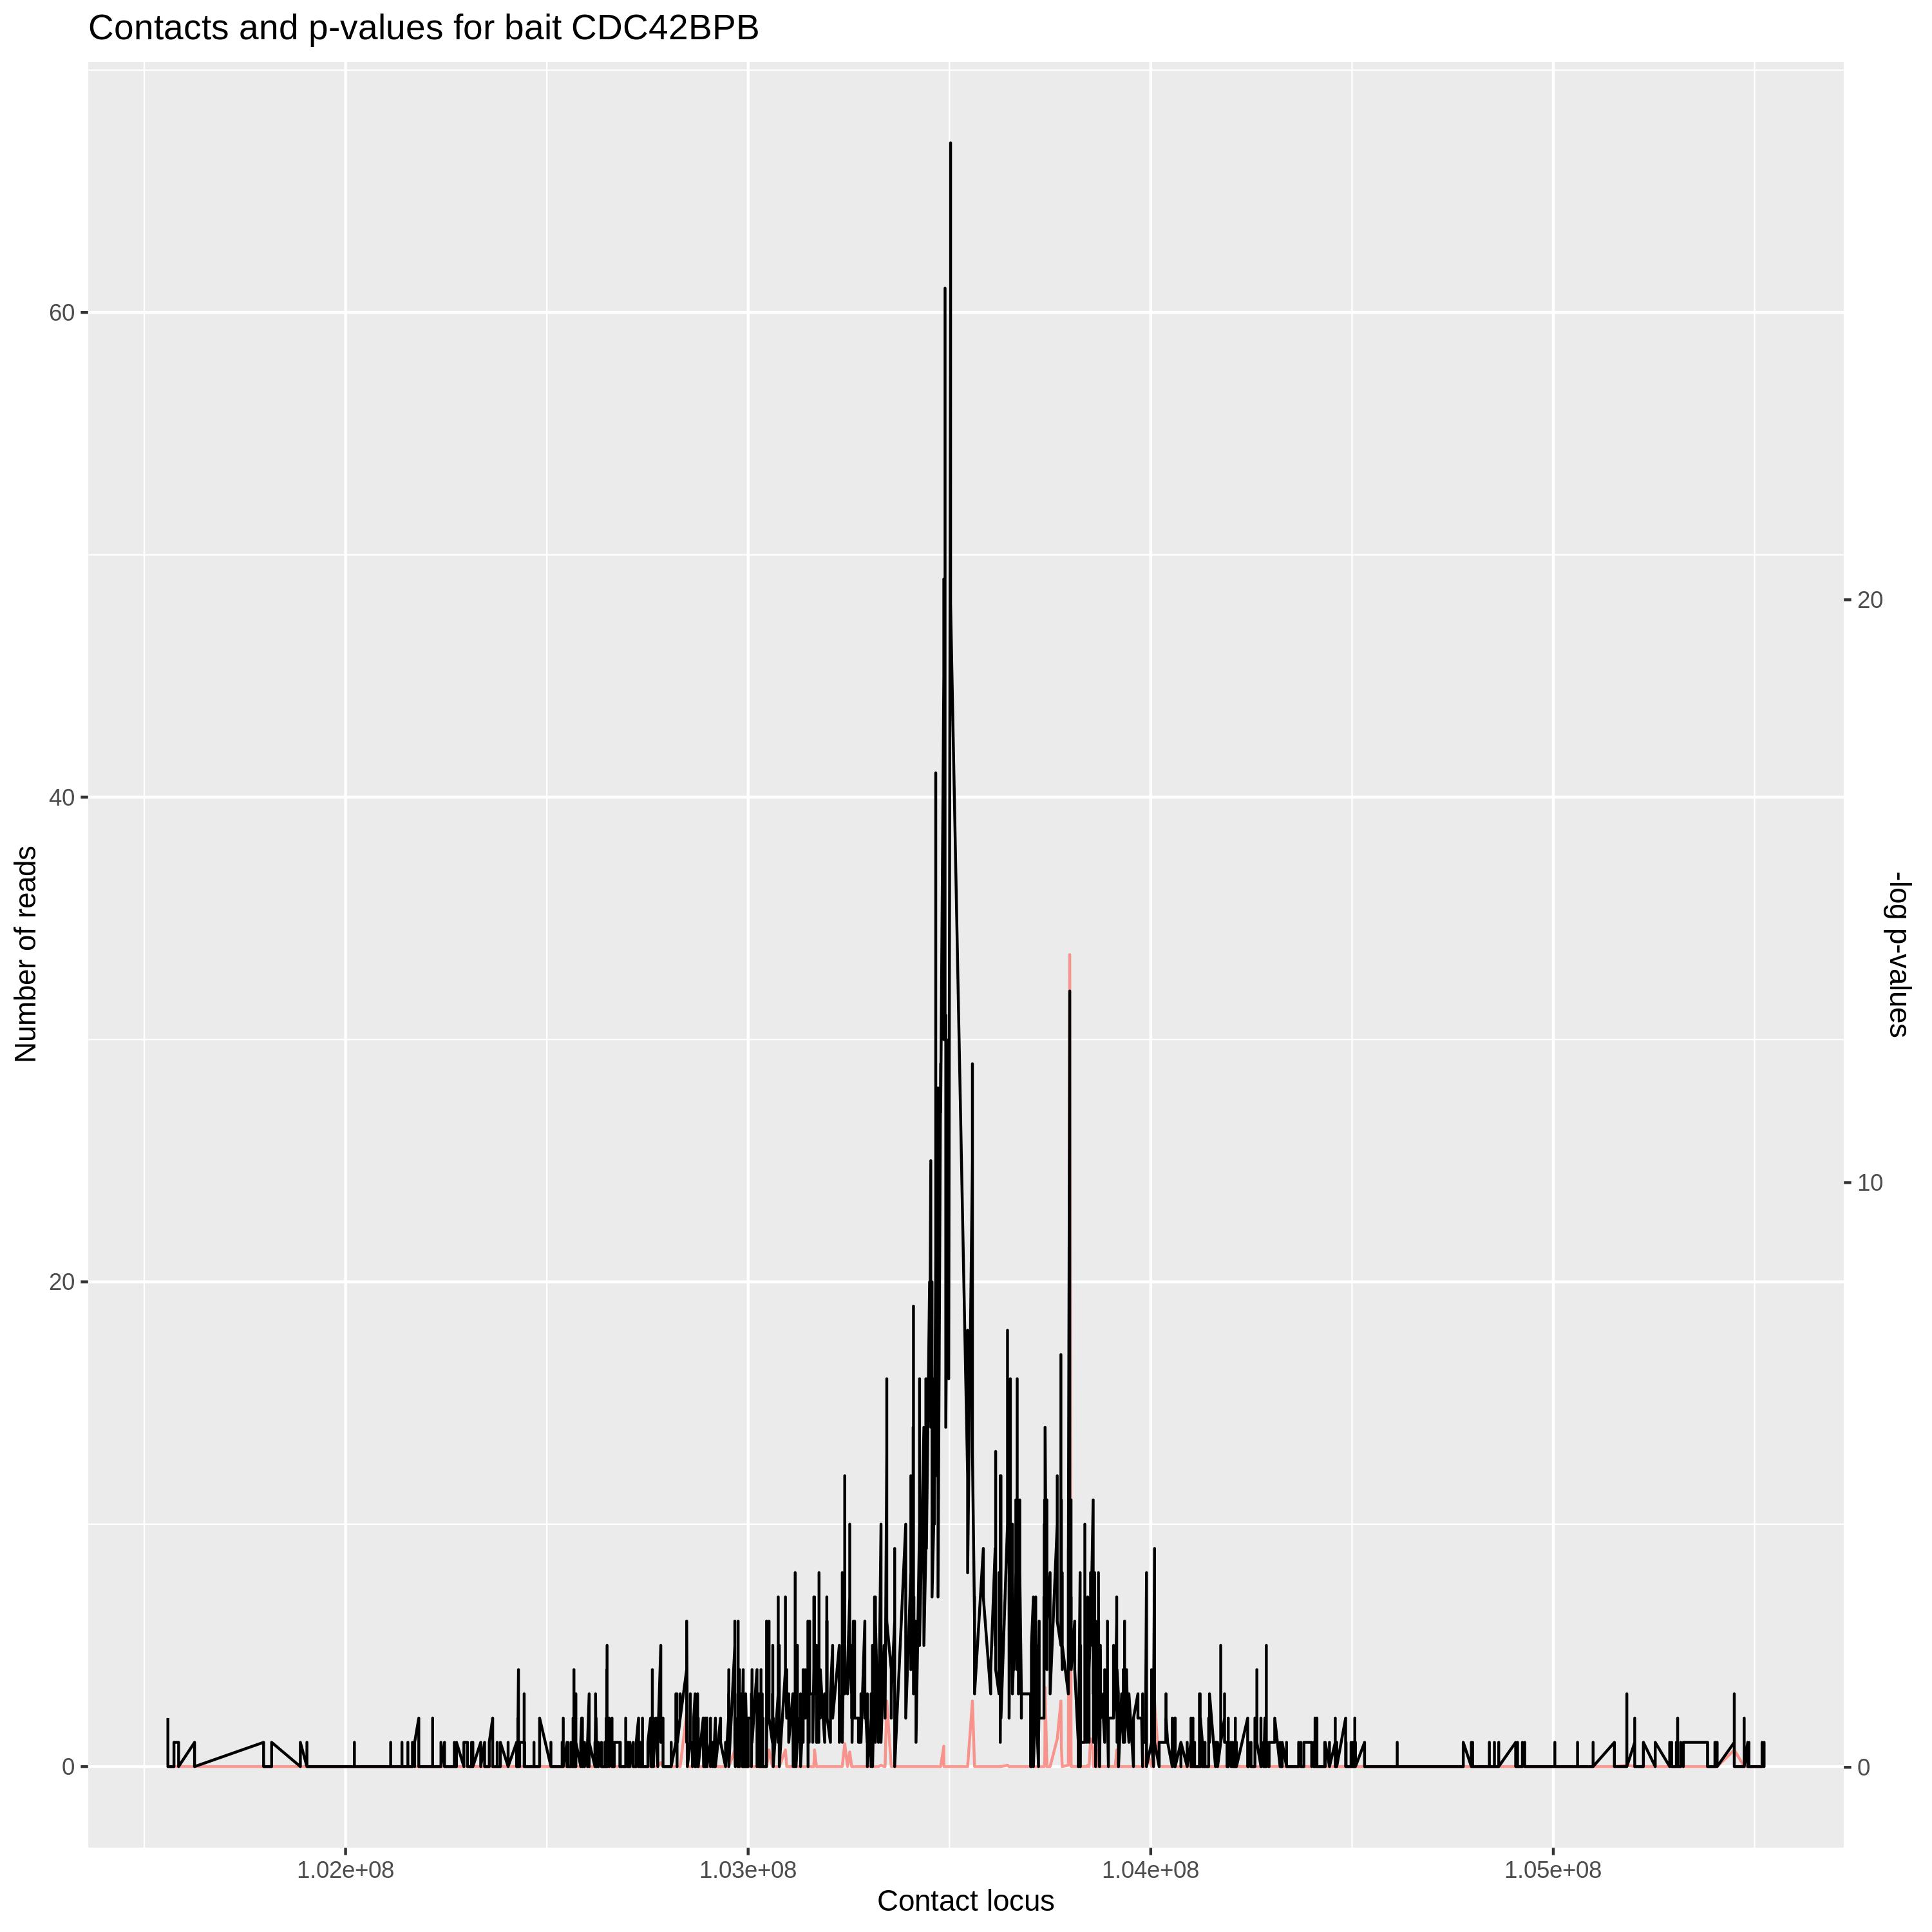 Contacts and p-values for bait CDC42BPB
60
40
20
0
Number of reads
20
10
0
-log p-values
1.02e+08
1.03e+08
1.04e+08
1.05e+08
Contact locus